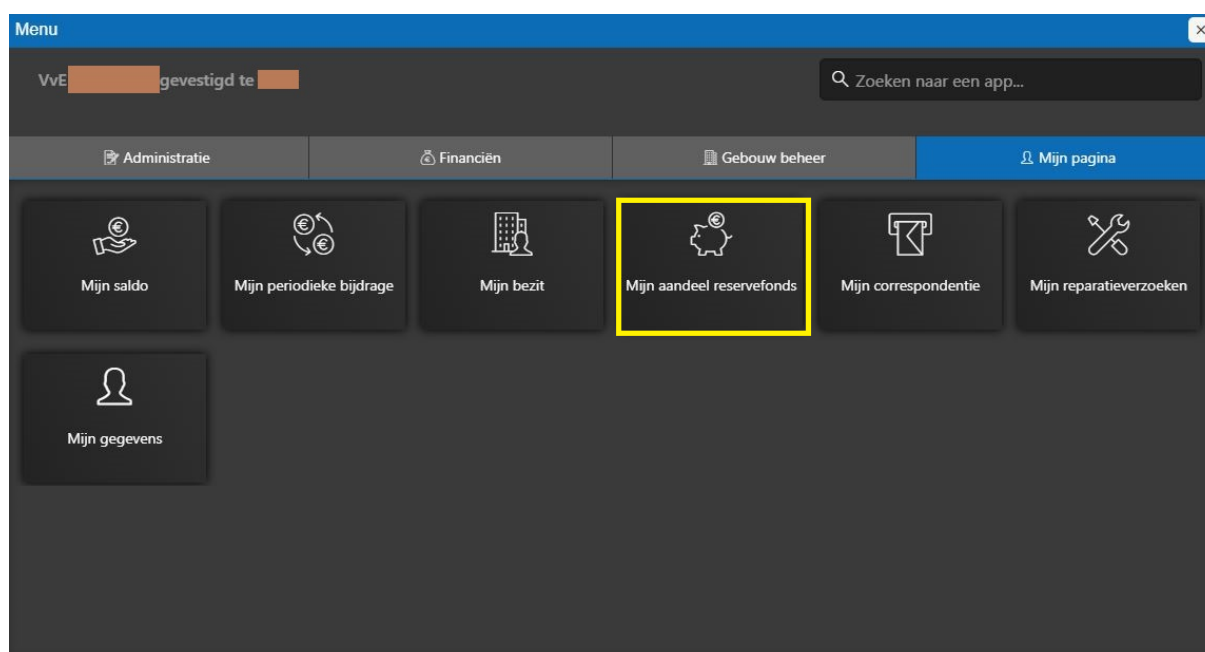 Menu
VvE gevestigd te
Zoeken naar een app...
Administratie
Financiën
Gebouw beheer
Mijn pagina
Mijn saldo
Mijn periodieke bijdrage
Mijn bezit
Mijn aandeel reservefonds
Mijn correspondentie
Mijn reparatieverzoeken
Mijn gegevens